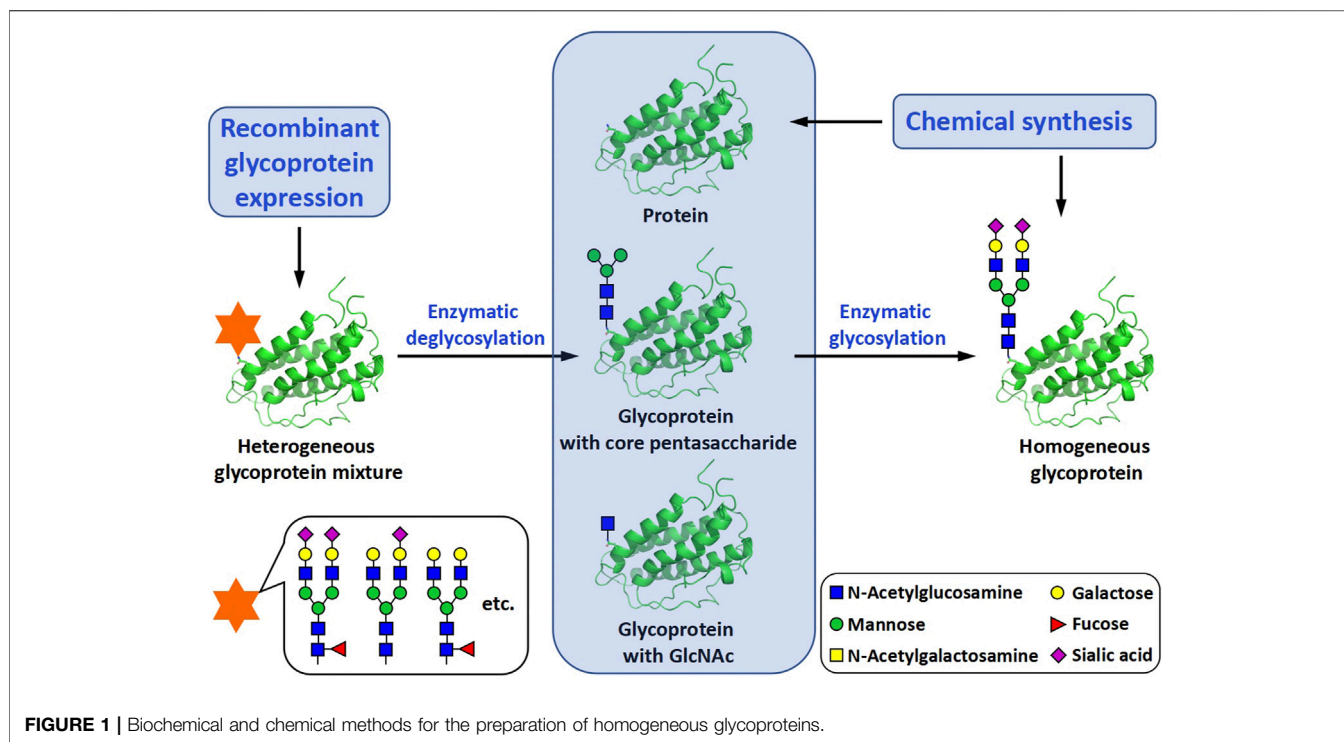 Recombinant
glycoprotein
expression
Chemical synthesis
Protein
Enzymatic
deglycosylation
Enzymatic
glycosylation
Heterogeneous
glycoprotein mixture
Glycoprotein
with core pentasaccharide
Homogeneous
glycoprotein
etc.
Glycoprotein
with GlcNAc
N-Acetylglucosamine
Galactose
Mannose
Fucose
N-Acetylgalactosamine
Sialic acid
FIGURE 1 | Biochemical and chemical methods for the preparation of homogeneous glycoproteins.